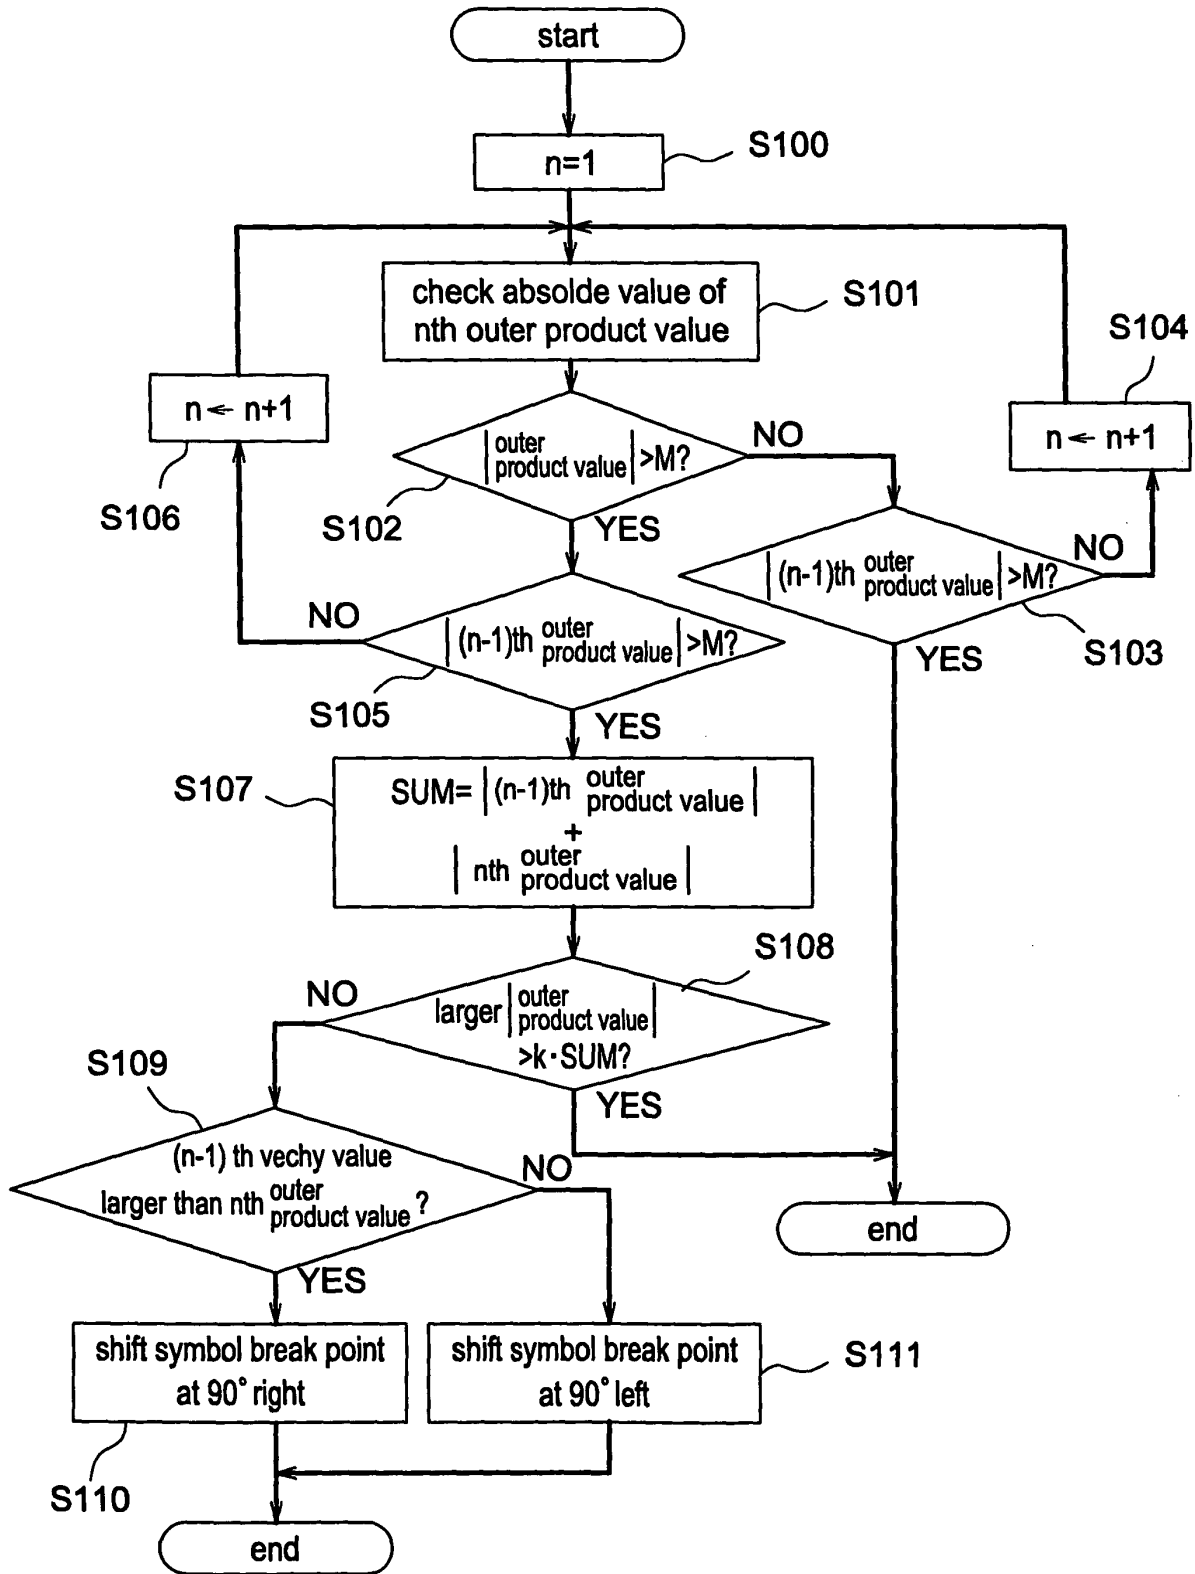 start
n=1
S100
check absolde value of
nth outer product value
S101
S104
n ← n+1
S106
n ← n+1
| outer
product value | >M?
S102
NO
YES
| (n-1)th outer
product value | >M?
NO
YES
S103
| (n-1)th outer
product value | >M?
NO
YES
S105
S107
SUM= | (n-1)th outer
product value |
+
| nth outer
product value |
S108
larger | outer
product value |
>k·SUM?
NO
YES
S109
(n-1) th vechy value
larger than nth outer
product value ?
NO
YES
end
shift symbol break point
at 90° right
S110
shift symbol break point
at 90° left
S111
end